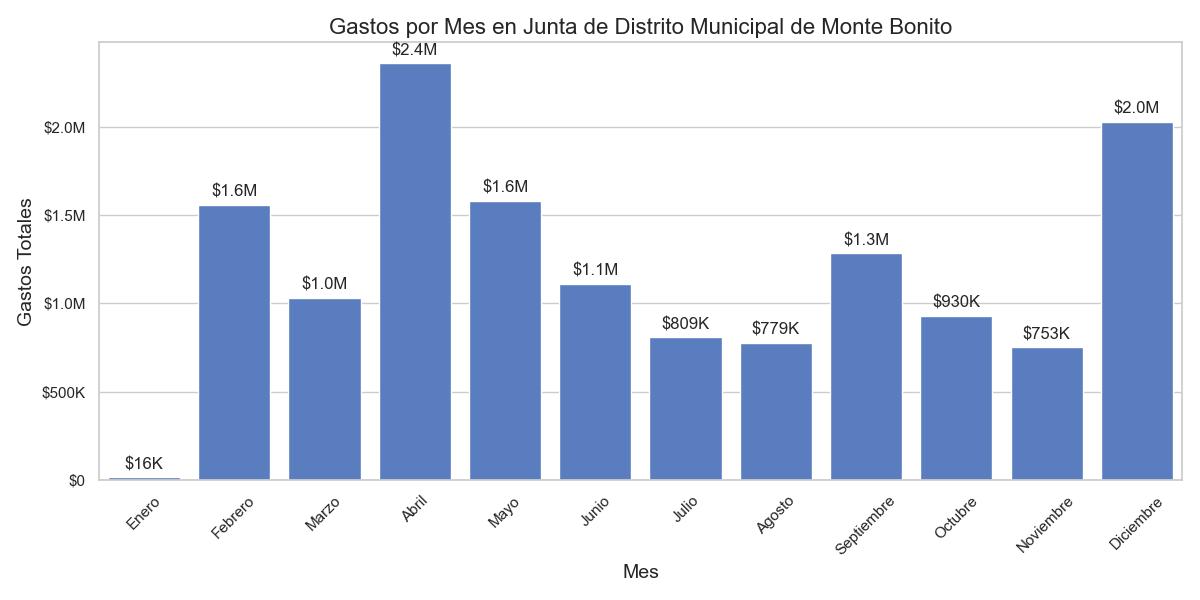 Gastos por Mes en Junta de Distrito Municipal de Monte Bonito
$2.4M
$2.0M
$2.0M
$1.6M
$1.6M
$1.5M
$1.3M
$1.1M
$1.0M
$1.0M
$930K
$809K
$779K
$753K
$500K
$16K
$0
Gastos Totales
Enero
Febrero
Marzo
Abril
Mayo
Junio
Julio
Agosto
Septiembre
Octubre
Noviembre
Diciembre
Mes